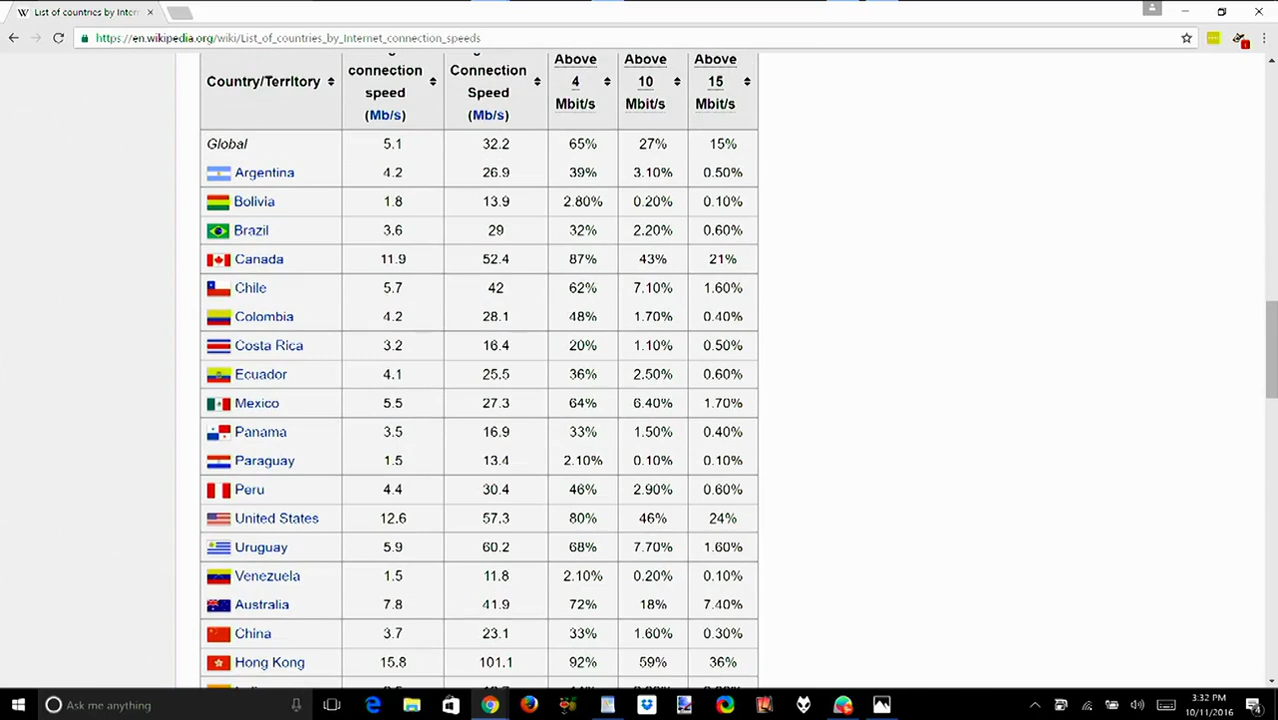 List of countries by Inter
https://en.wikipedia.org/wiki/List_of_countries_by_Internet_connection_speeds
Country/Territory connection speed (Mb/s) Connection Speed (Mb/s) Above 4 Mbit/s Above 10 Mbit/s Above 15 Mbit/s
Global 5.1 32.2 65% 27% 15%
Argentina 4.2 26.9 39% 3.10% 0.50%
Bolivia 1.8 13.9 2.80% 0.20% 0.10%
Brazil 3.6 29 32% 2.20% 0.60%
Canada 11.9 52.4 87% 43% 21%
Chile 5.7 42 62% 7.10% 1.60%
Colombia 4.2 28.1 48% 1.70% 0.40%
Costa Rica 3.2 16.4 20% 1.10% 0.50%
Ecuador 4.1 25.5 36% 2.50% 0.60%
Mexico 5.5 27.3 64% 6.40% 1.70%
Panama 3.5 16.9 33% 1.50% 0.40%
Paraguay 1.5 13.4 2.10% 0.10% 0.10%
Peru 4.4 30.4 46% 2.90% 0.60%
United States 12.6 57.3 80% 46% 24%
Uruguay 5.9 60.2 68% 7.70% 1.60%
Venezuela 1.5 11.8 2.10% 0.20% 0.10%
Australia 7.8 41.9 72% 18% 7.40%
China 3.7 23.1 33% 1.60% 0.30%
Hong Kong 15.8 101.1 92% 59% 36%
Ask me anything
3:32 PM
10/11/2016